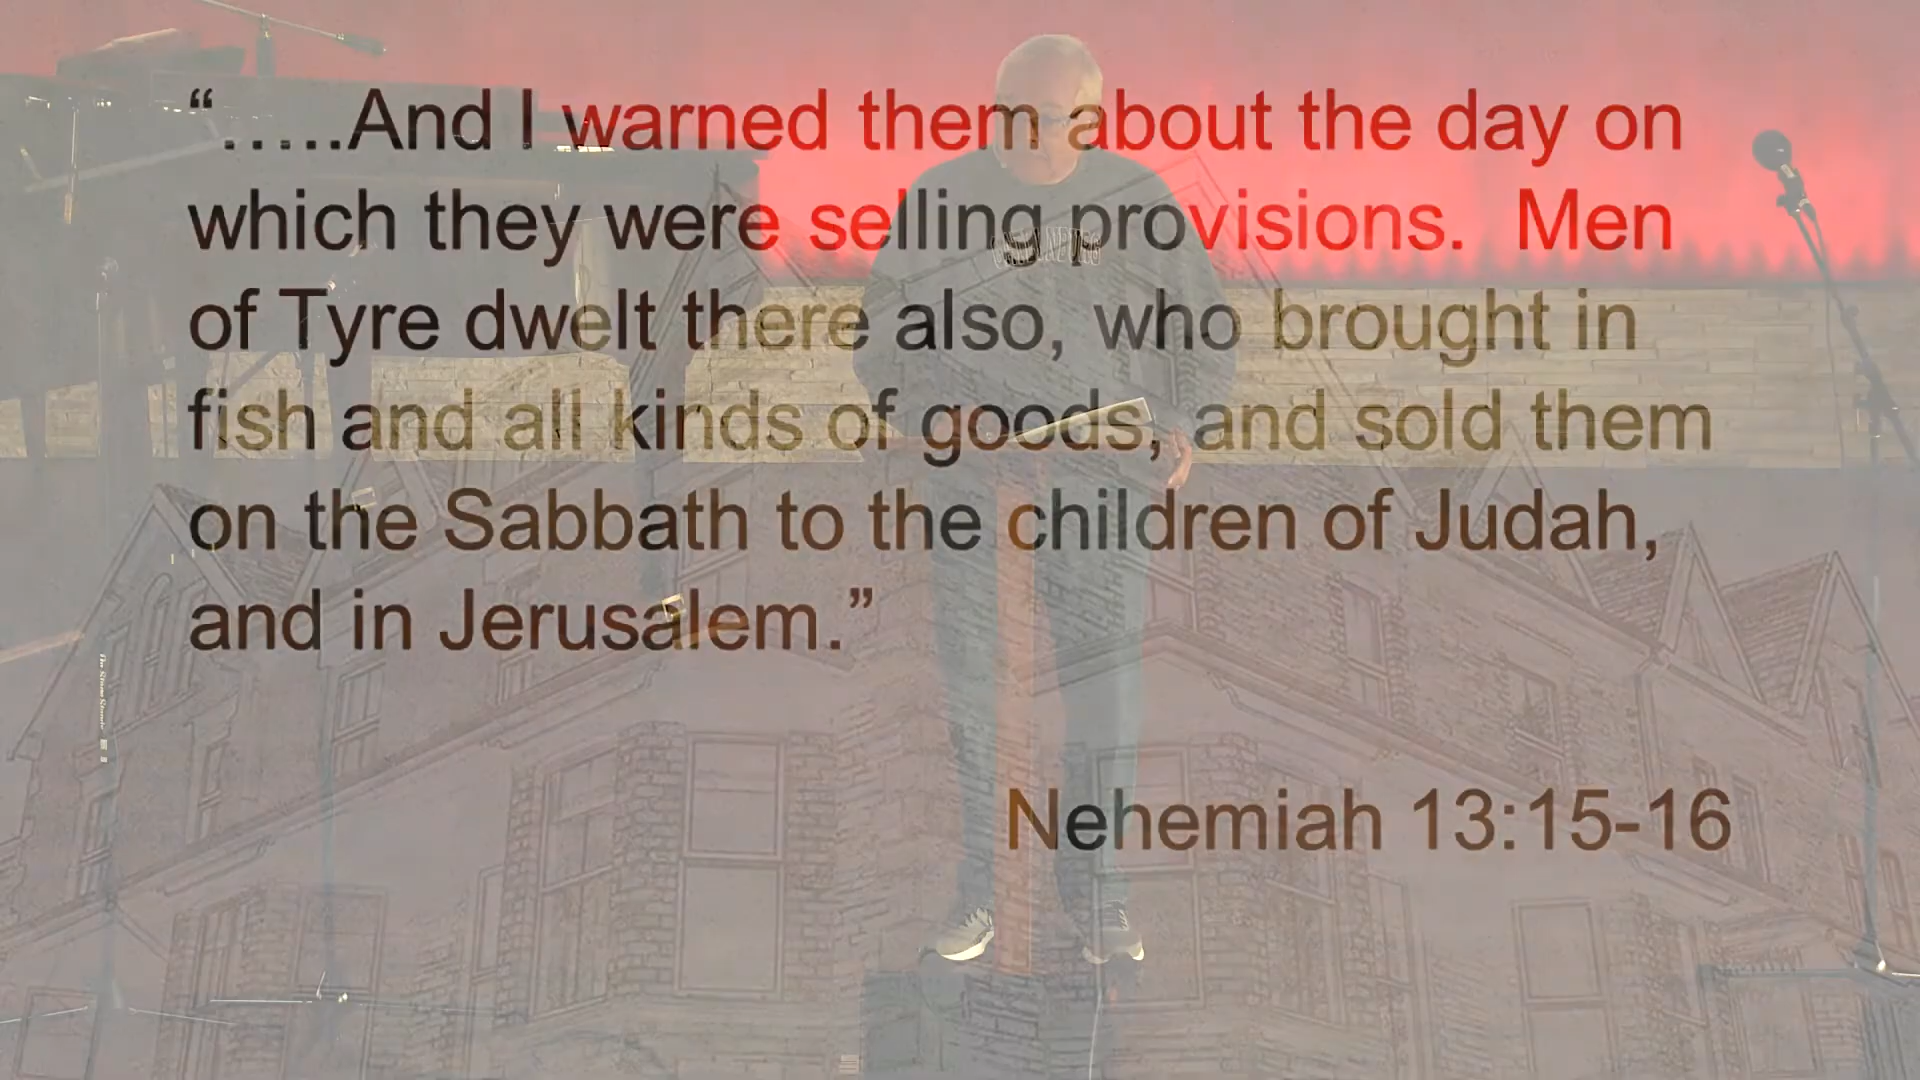 “…..And I warned them about the day on
which they were selling provisions.  Men
of Tyre dwelt there also, who brought in
fish and all kinds of goods, and sold them
on the Sabbath to the children of Judah,
and in Jerusalem.”
Nehemiah 13:15-16